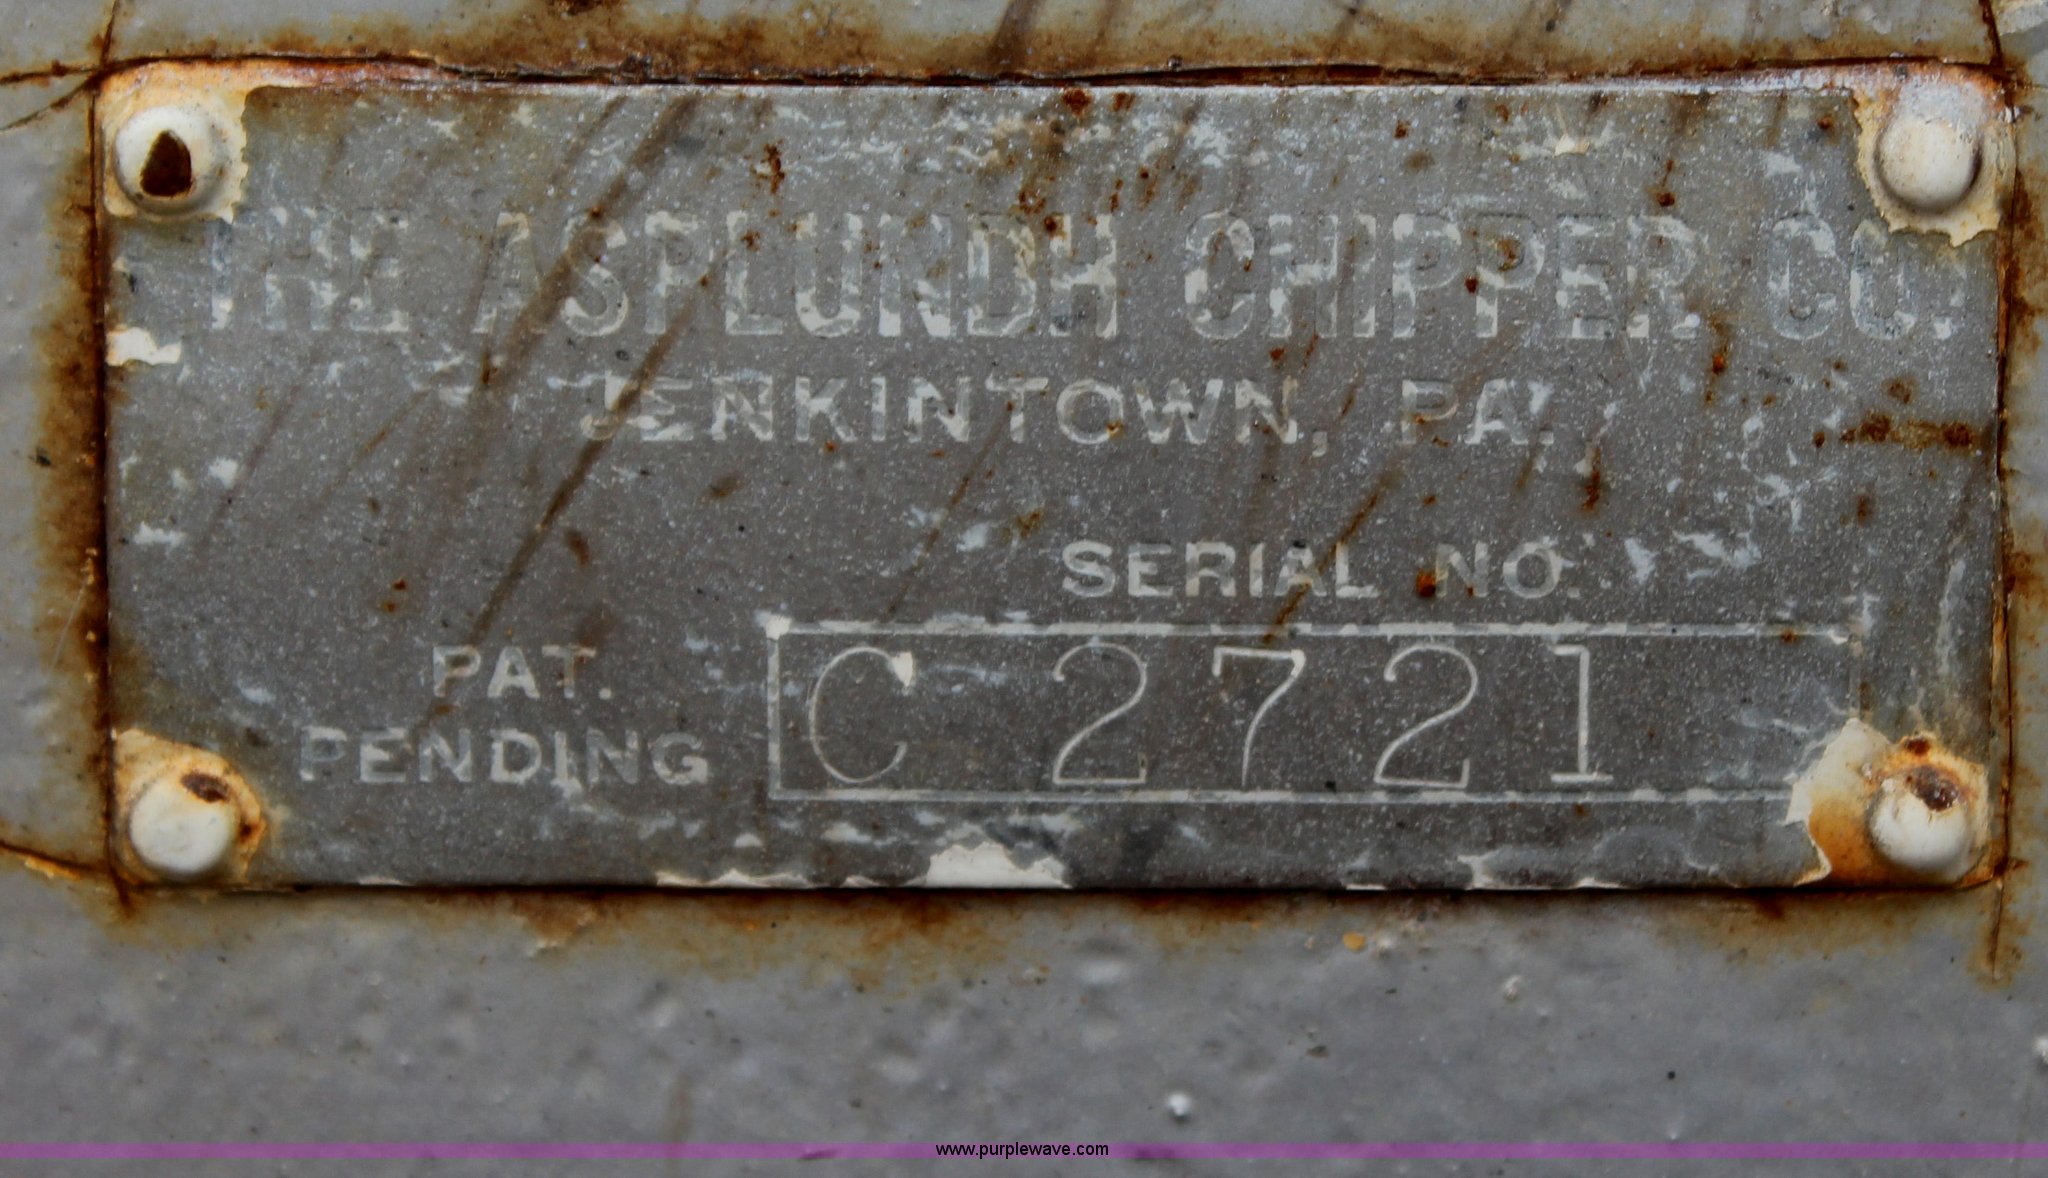 THE ASPLUNDH CHIPPER CO.
JENKINTOWN, PA.
SERIAL NO.
PAT.
PENDING
C 2721
www.purplewave.com